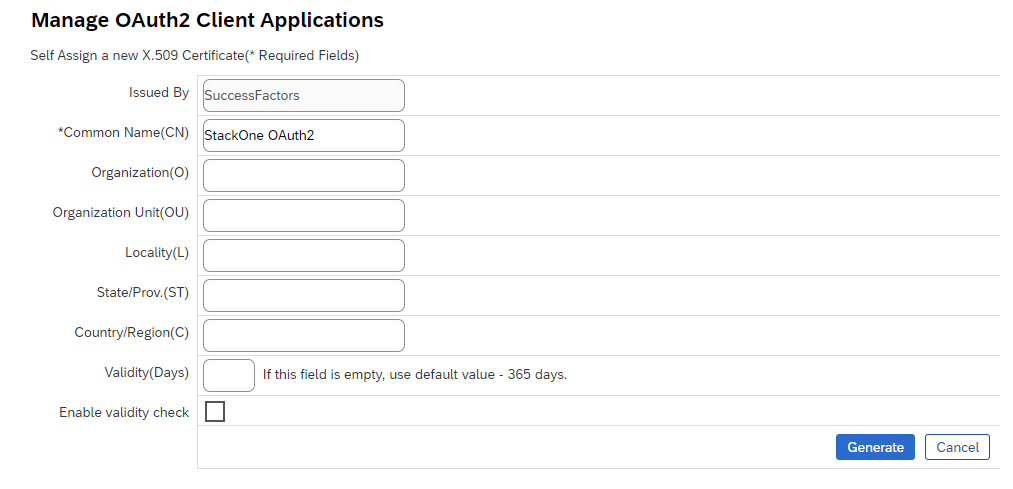 Manage OAuth2 Client Applications
Self Assign a new X.509 Certificate(* Required Fields)
Issued By SuccessFactors
*Common Name(CN) StackOne OAuth2
Organization(O)
Organization Unit(OU)
Locality(L)
State/Prov.(ST)
Country/Region(C)
Validity(Days) If this field is empty, use default value - 365 days.
Enable validity check
Generate Cancel